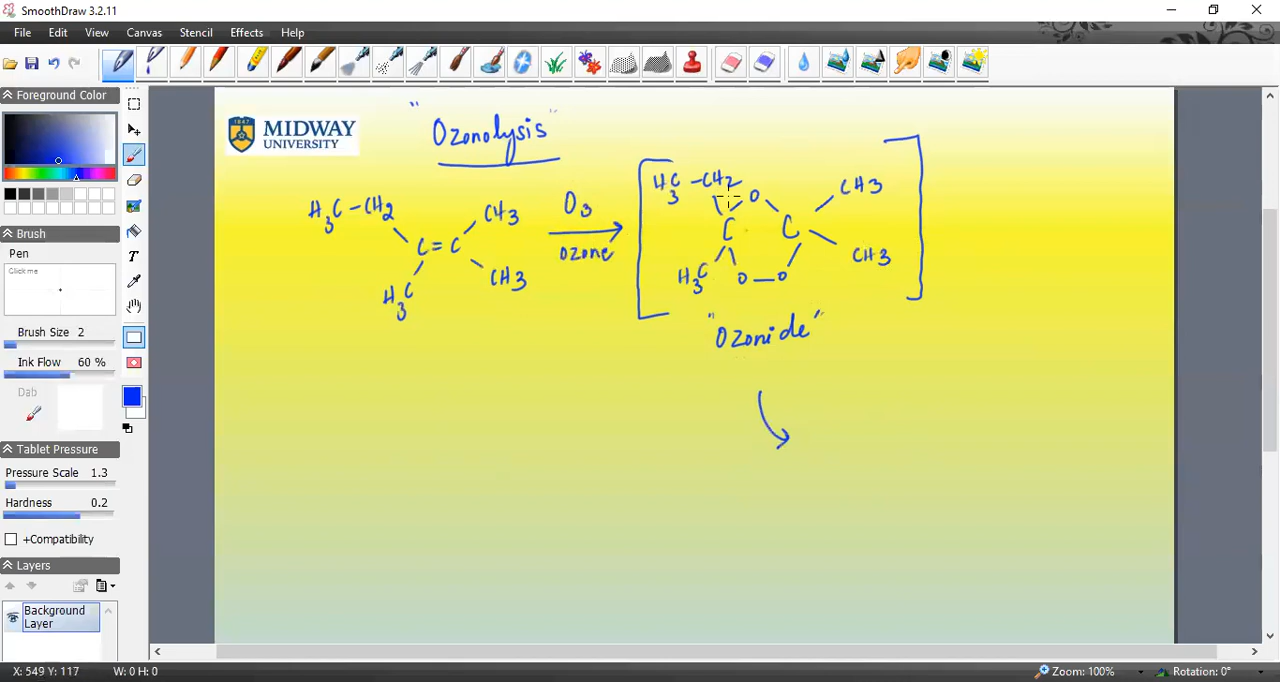 SmoothDraw 3.2.11
File Edit View Canvas Stencil Effects Help
Foreground Color
Brush
Pen
Click me
Brush Size 2
Ink Flow 60 %
Dab
Tablet Pressure
Pressure Scale 1.3
Hardness 0.2
+Compatibility
Layers
Background
Layer
X: 549 Y: 117 W: 0 H: 0
Zoom: 100% Rotation: 0°
1847
MIDWAY
UNIVERSITY
"Ozonolysis"
H3C-CH2 CH3
C=C
H3C CH3
O3
ozone
H3C-CH2 O CH3
C C
H3C O-O CH3
"Ozonide"